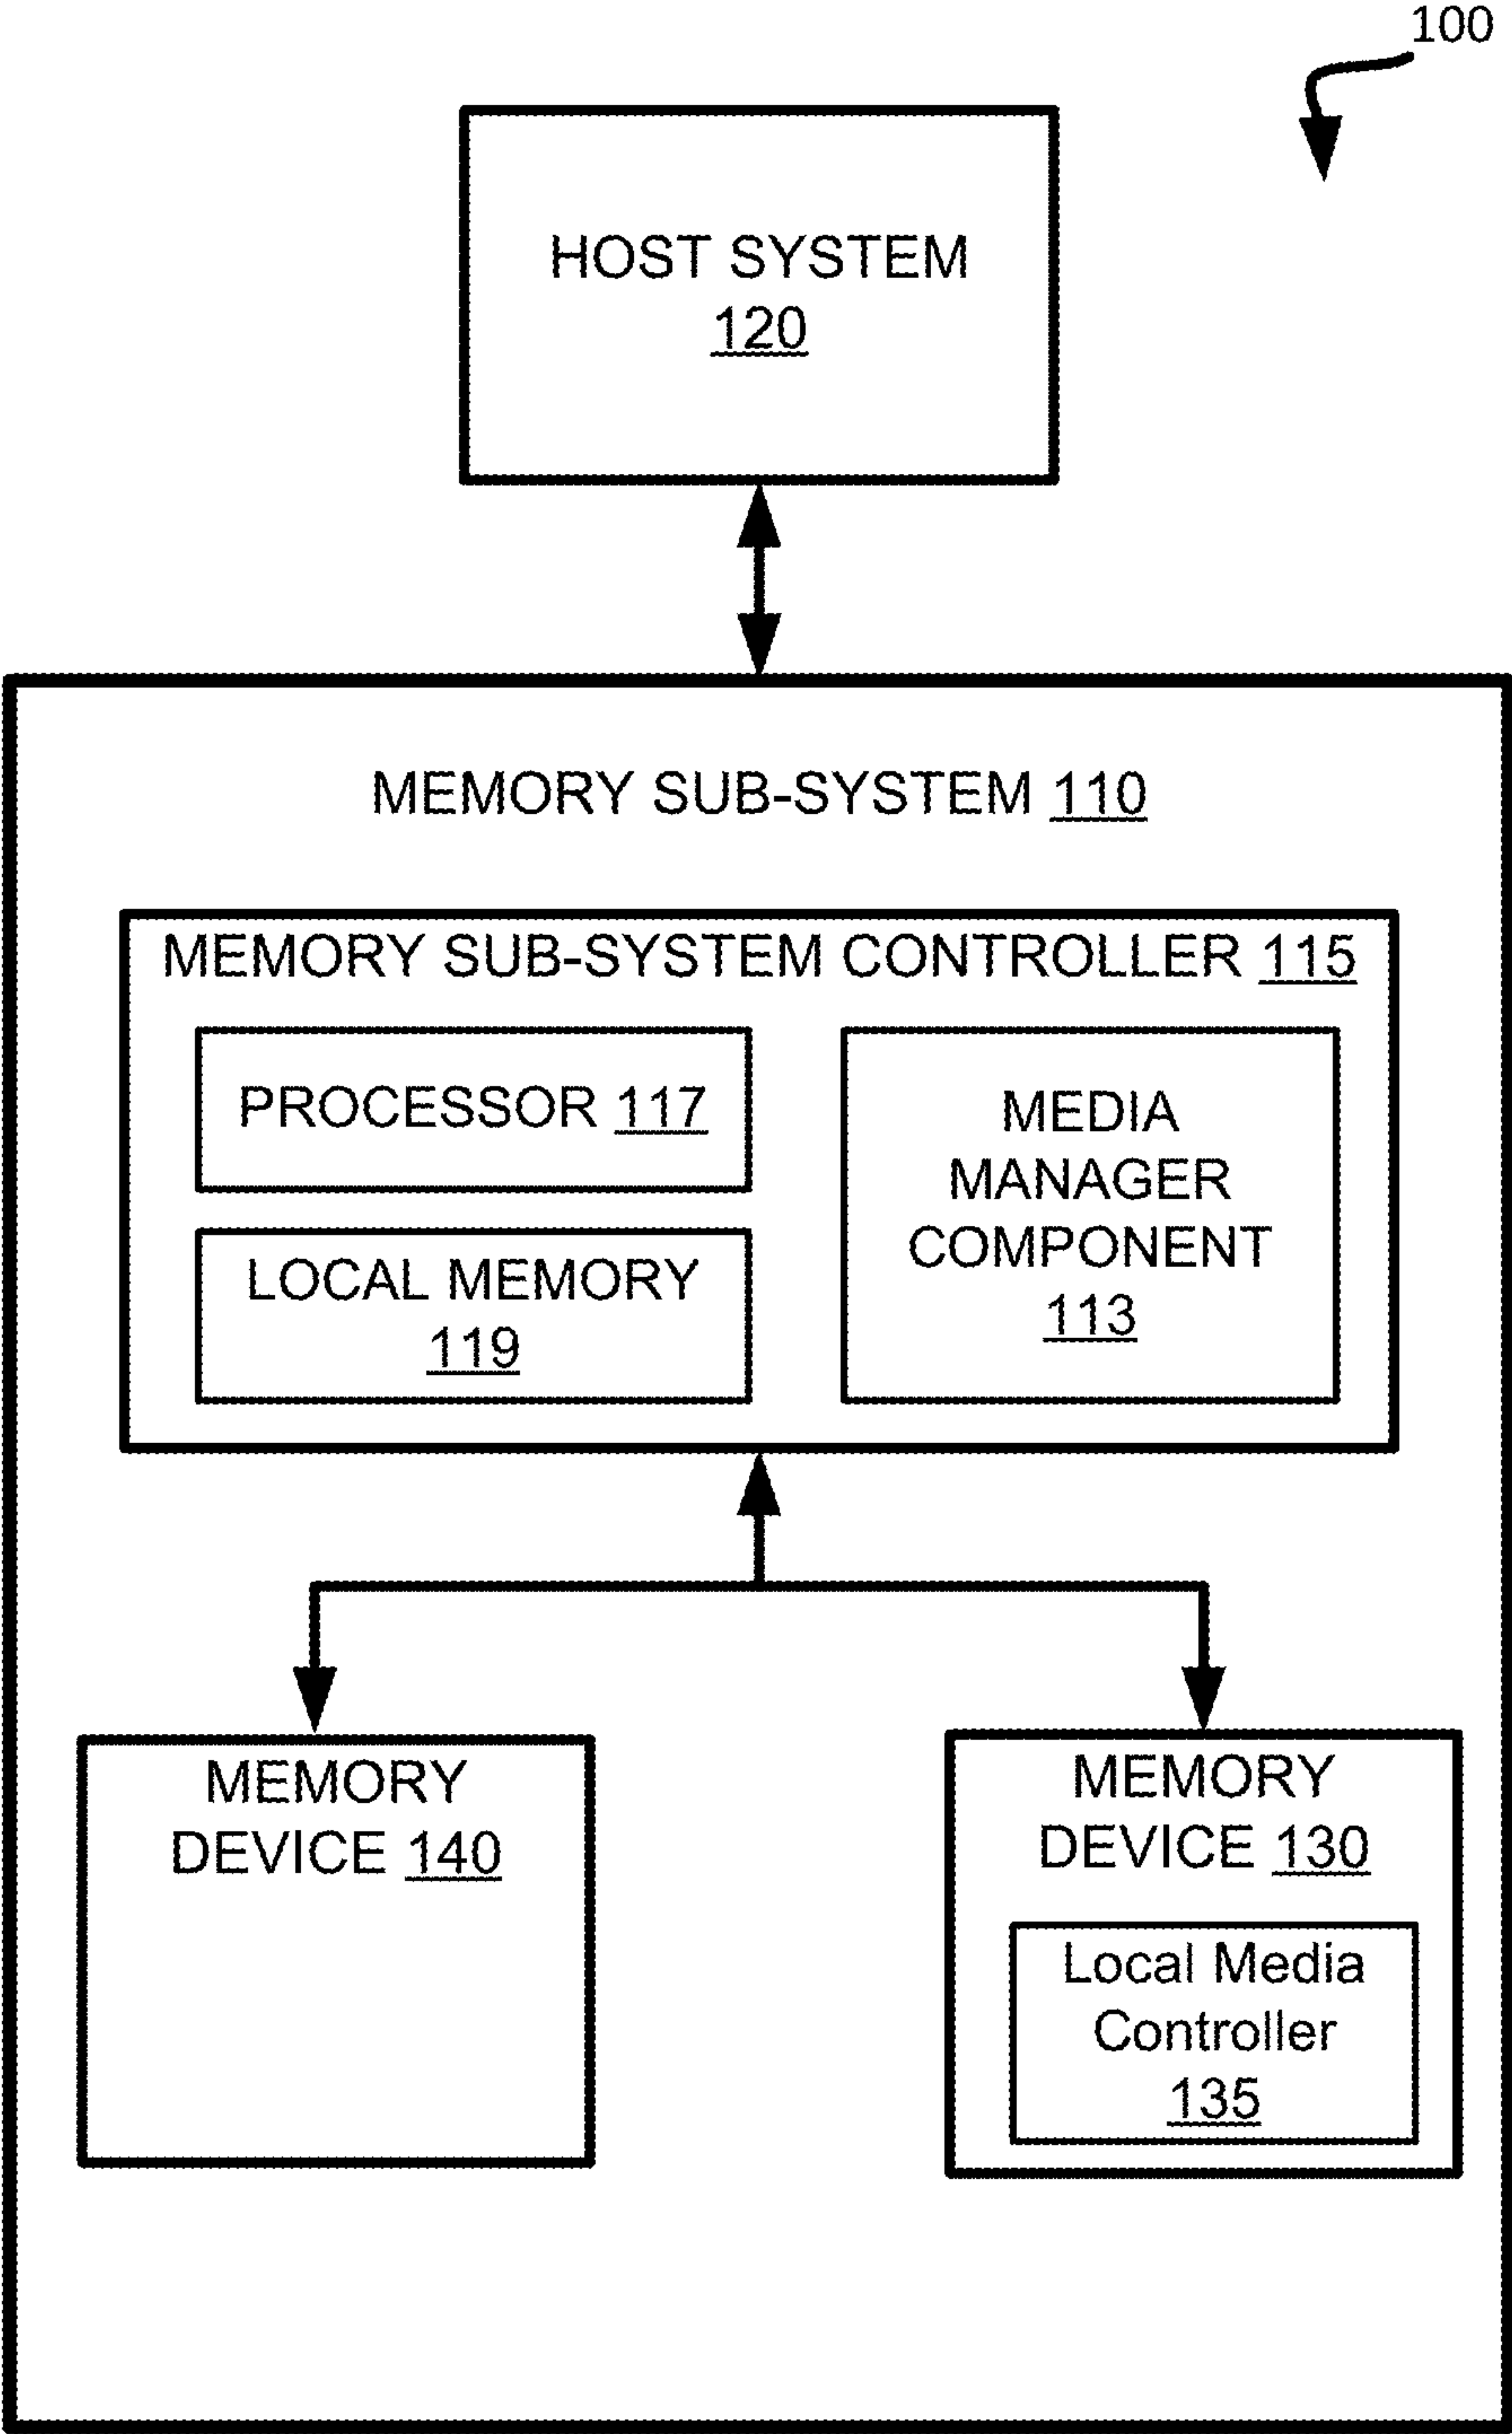 100
HOST SYSTEM
120
MEMORY SUB-SYSTEM 110
MEMORY SUB-SYSTEM CONTROLLER 115
PROCESSOR 117
LOCAL MEMORY
119
MEDIA
MANAGER
COMPONENT
113
MEMORY
DEVICE 140
MEMORY
DEVICE 130
Local Media
Controller
135